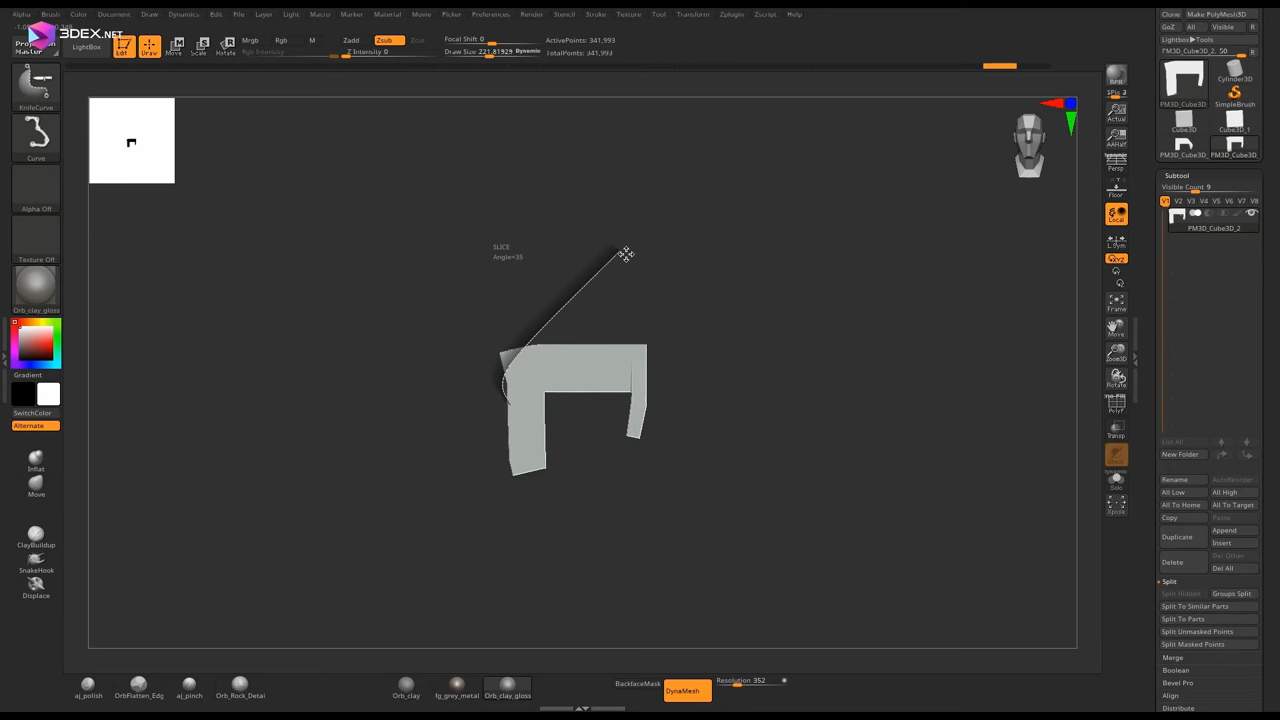 Alpha Brush Color Document Draw Dynamics Edit File Layer Light Macro Marker Material Movie Picker Preferences Render Stencil Stroke Texture Tool Transform Zplugin Zscript Help
3DEX.NET
Projection
Master
LightBox
Edit
Draw
Move
Scale
Rotate
Mrgb
Rgb
M
Rgb Intensity
Zadd
Zsub
Zcut
Z Intensity 0
Focal Shift 0
Draw Size 221.81929 Dynamic
ActivePoints: 341,993
TotalPoints: 341,993
KnifeCurve
Curve
Alpha Off
Texture Off
Orb_clay_gloss
Gradient
SwitchColor
Alternate
Inflat
Move
ClayBuildup
SnakeHook
Displace
SLICE
Angle=35
BPR
SPix 3
Actual
AAHalf
Dynamic
Persp
Floor
Local
L.Sym
XYZ
Frame
Move
Zoom3D
Rotate
PolyF
Transp
Ghost
Dynamic
Solo
Xpose
Clone
Make PolyMesh3D
GoZ
All
Visible
R
Lightbox▶Tools
PM3D_Cube3D_2. 50
R
PM3D_Cube3D
Cylinder3D
SimpleBrush
Cube3D
Cube3D_1
PM3D_Cube3D
PM3D_Cube3D
Subtool
Visible Count 9
V1 V2 V3 V4 V5 V6 V7 V8
PM3D_Cube3D_2
List All
New Folder
Rename
AutoReorder
All Low
All High
All To Home
All To Target
Copy
Paste
Duplicate
Append
Insert
Delete
Del Other
Del All
Split
Split Hidden
Groups Split
Split To Similar Parts
Split To Parts
Split Unmasked Points
Split Masked Points
Merge
Boolean
Bevel Pro
Align
Distribute
aj_polish
OrbFlatten_Edg
aj_pinch
Orb_Rock_Detai
Orb_clay
fg_grey_metal
Orb_clay_gloss
BackfaceMask
DynaMesh
Resolution 352